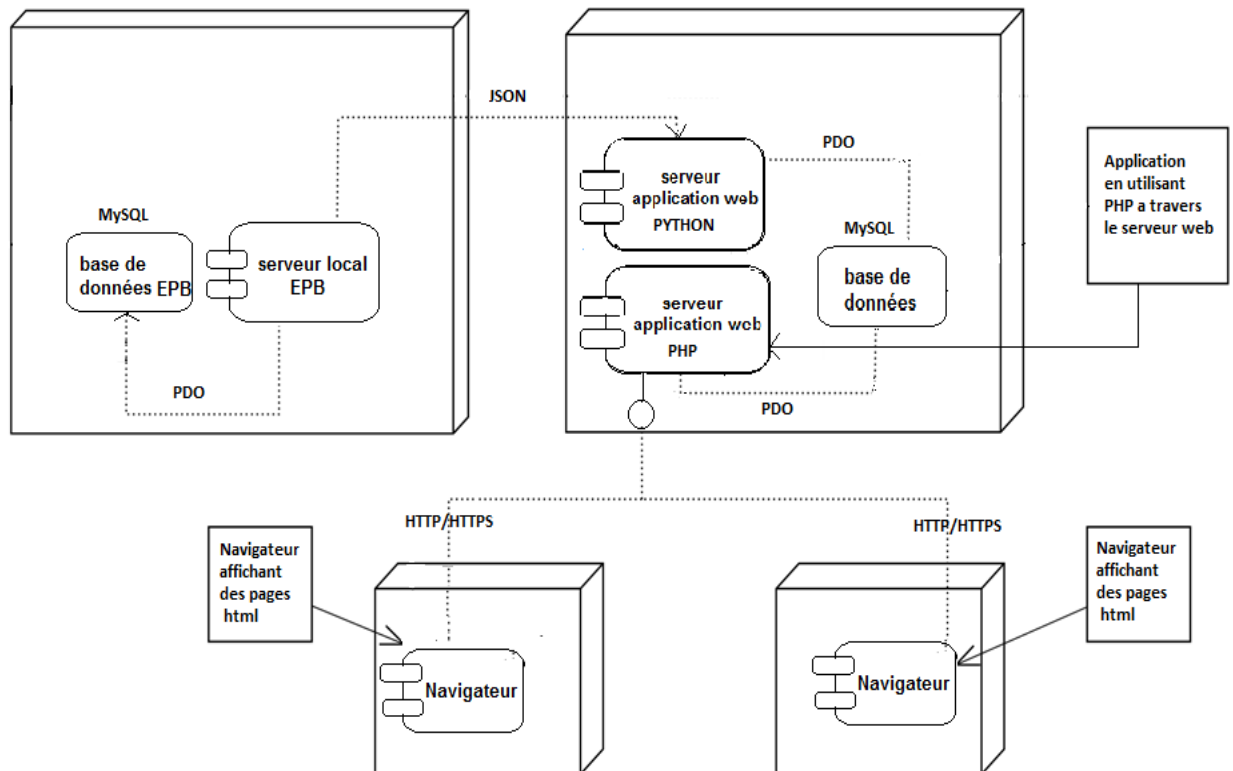 JSON
MySQL
base de
données EPB
serveur local
EPB
PDO
serveur
application web
PYTHON
PDO
MySQL
base de
données
serveur
application web
PHP
PDO
Application
en utilisant
PHP a travers
le serveur web
HTTP/HTTPS
HTTP/HTTPS
Navigateur
affichant
des pages
html
Navigateur
Navigateur
Navigateur
affichant
des pages
html